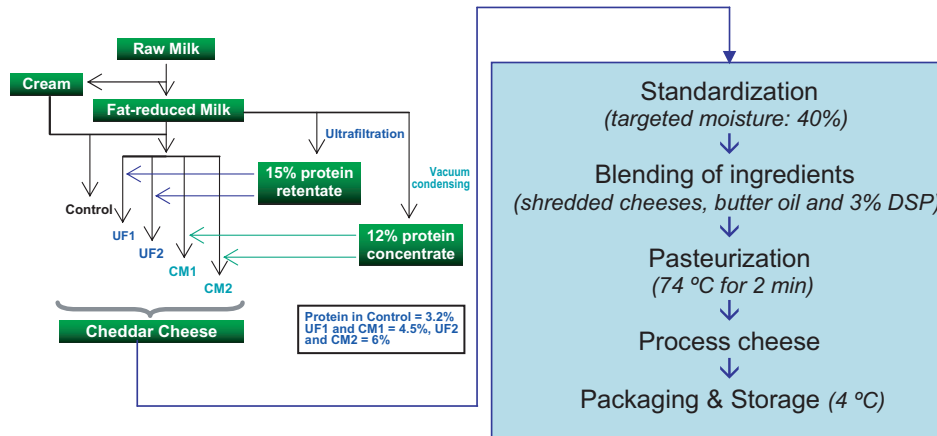 Raw Milk
Cream
Fat-reduced Milk
Ultrafiltration
Vacuum
condensing
15% protein
retentate
Control
UF1
UF2
CM1
CM2
12% protein
concentrate
Protein in Control = 3.2%
UF1 and CM1 = 4.5%, UF2
and CM2 = 6%
Cheddar Cheese
Standardization
(targeted moisture: 40%)
Blending of ingredients
(shredded cheeses, butter oil and 3% DSP)
Pasteurization
(74 ºC for 2 min)
Process cheese
Packaging & Storage (4 ºC)